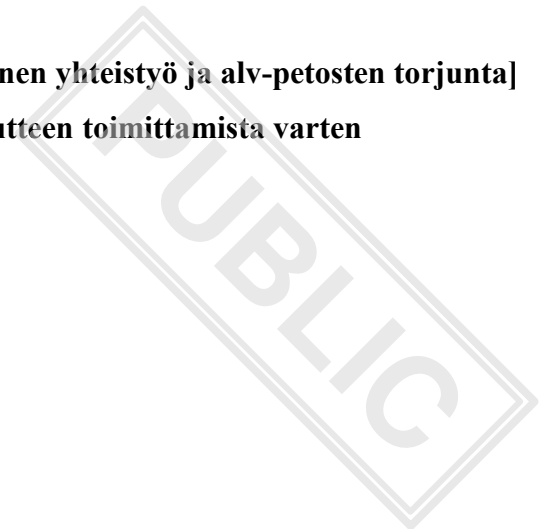 nen yhteistyö ja alv-petosten torjunta]
utteen toimittamista varten
PUBLIC